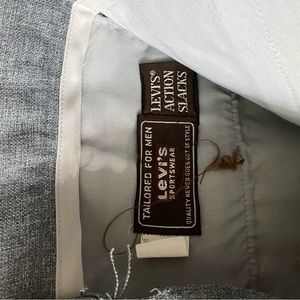 LEVI'S®
ACTION
SLACKS
TAILORED FOR MEN
Levi's
SPORTSWEAR
QUALITY NEVER GOES OUT OF STYLE